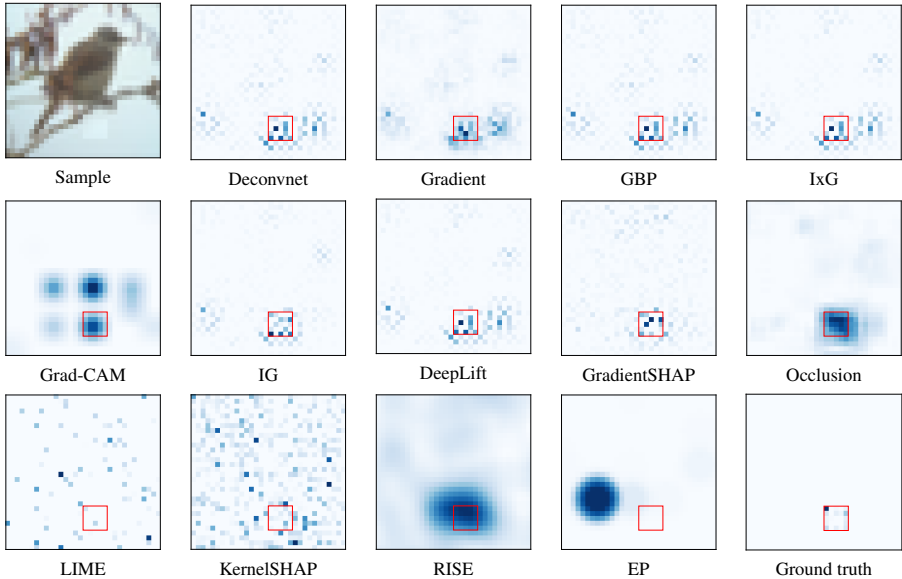 Sample
Deconvnet
Gradient
GBP
IxG
Grad-CAM
IG
DeepLift
GradientSHAP
Occlusion
LIME
KernelSHAP
RISE
EP
Ground truth